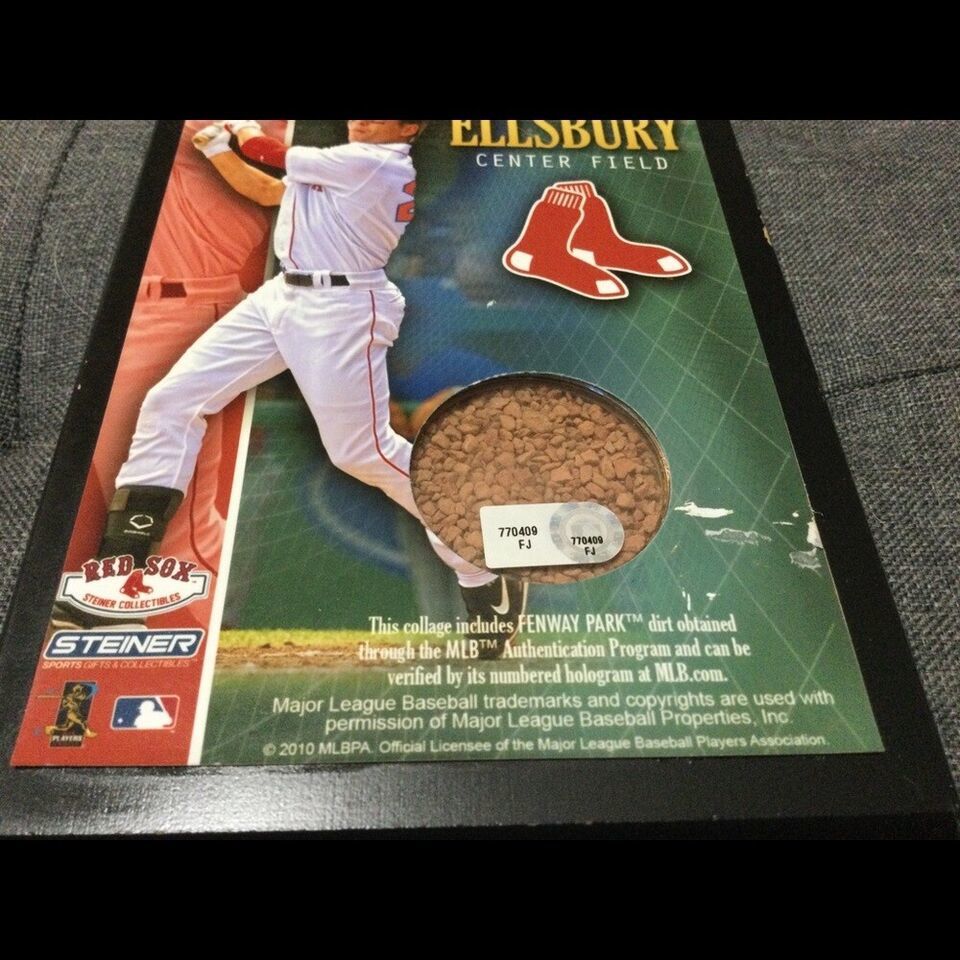 ELLSBURY
CENTER FIELD
770409
FJ
770409
FJ
RED SOX
STEINER COLLECTIBLES
STEINER
SPORTS GIFTS & COLLECTIBLES
PLAYERS
This collage includes FENWAY PARK™ dirt obtained
through the MLB™ Authentication Program and can be
verified by its numbered hologram at MLB.com.
Major League Baseball trademarks and copyrights are used with
permission of Major League Baseball Properties, Inc.
© 2010 MLBPA. Official Licensee of the Major League Baseball Players Association.